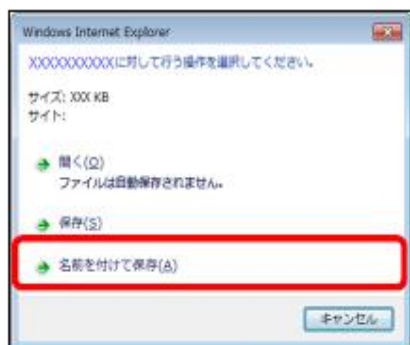 Windows Internet Explorer
XXXXXXXXXXに対して行う操作を選択してください。
サイズ: XXX KB
サイト:
開く(O)
ファイルは自動保存されません。
保存(S)
名前を付けて保存(A)
キャンセル